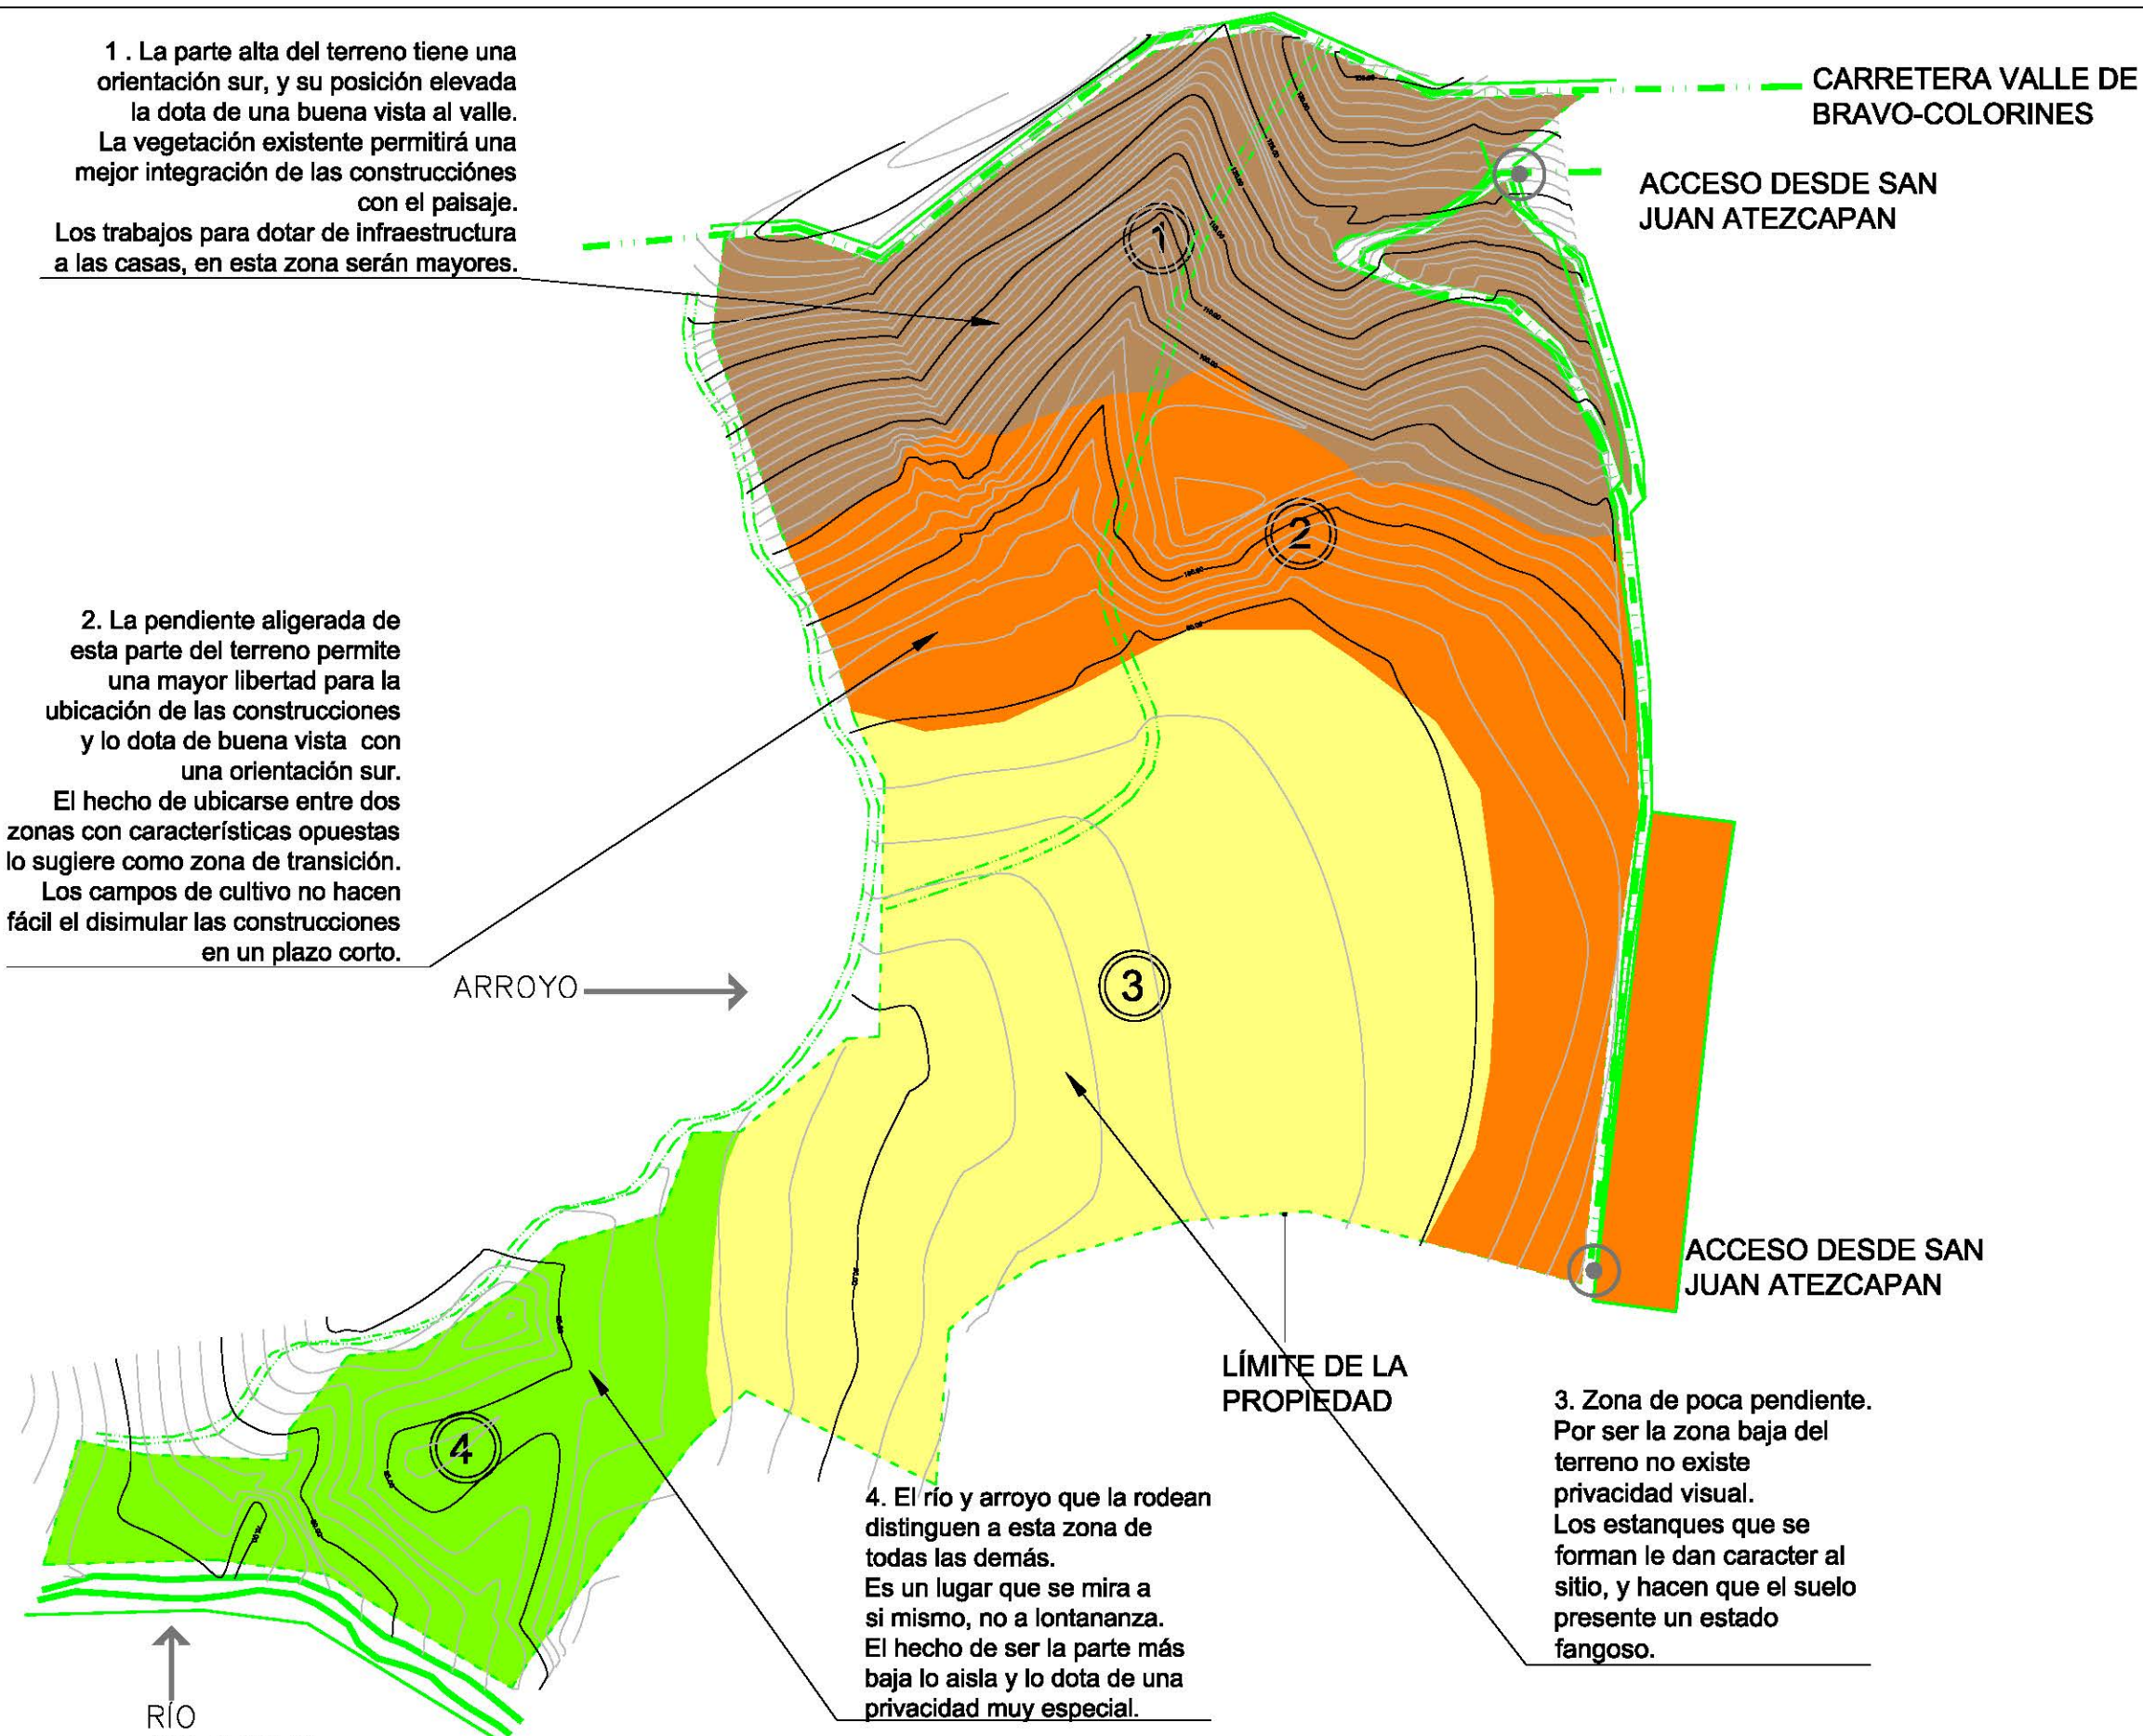 1 . La parte alta del terreno tiene una
orientación sur, y su posición elevada
la dota de una buena vista al valle.
La vegetación existente permitirá una
mejor integración de las construcciónes
con el paisaje.
Los trabajos para dotar de infraestructura
a las casas, en esta zona serán mayores.
CARRETERA VALLE DE
BRAVO-COLORINES
ACCESO DESDE SAN
JUAN ATEZCAPAN
1
2
2. La pendiente aligerada de
esta parte del terreno permite
una mayor libertad para la
ubicación de las construcciones
y lo dota de buena vista con
una orientación sur.
El hecho de ubicarse entre dos
zonas con característícas opuestas
lo sugiere como zona de transición.
Los campos de cultivo no hacen
fácil el disimular las construcciones
en un plazo corto.
ARROYO
3
ACCESO DESDE SAN
JUAN ATEZCAPAN
LÍMITE DE LA
PROPIEDAD
3. Zona de poca pendiente.
Por ser la zona baja del
terreno no existe
privacidad visual.
Los estanques que se
forman le dan caracter al
sitio, y hacen que el suelo
presente un estado
fangoso.
4
4. El río y arroyo que la rodean
distinguen a esta zona de
todas las demás.
Es un lugar que se mira a
si mismo, no a lontananza.
El hecho de ser la parte más
baja lo aisla y lo dota de una
privacidad muy especial.
RÍO